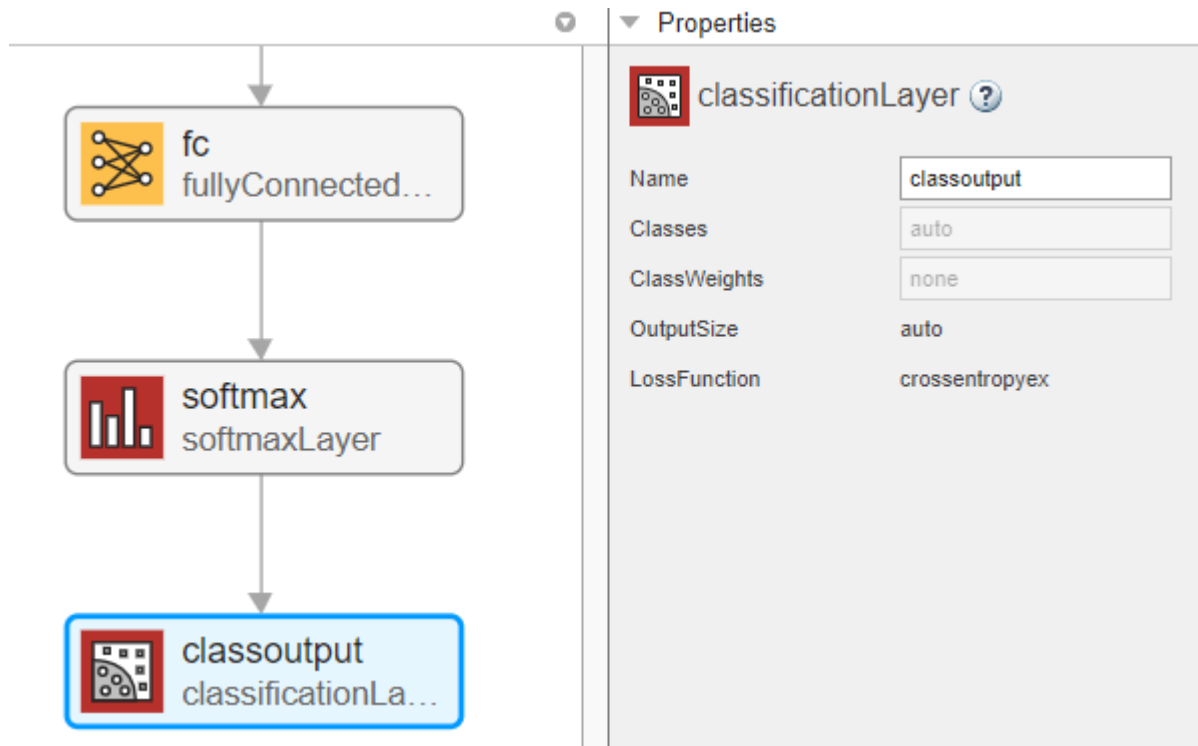 fc
fullyConnected...
softmax
softmaxLayer
classoutput
classificationLa...
Properties
classificationLayer ?
Name classoutput
Classes auto
ClassWeights none
OutputSize auto
LossFunction crossentropyex